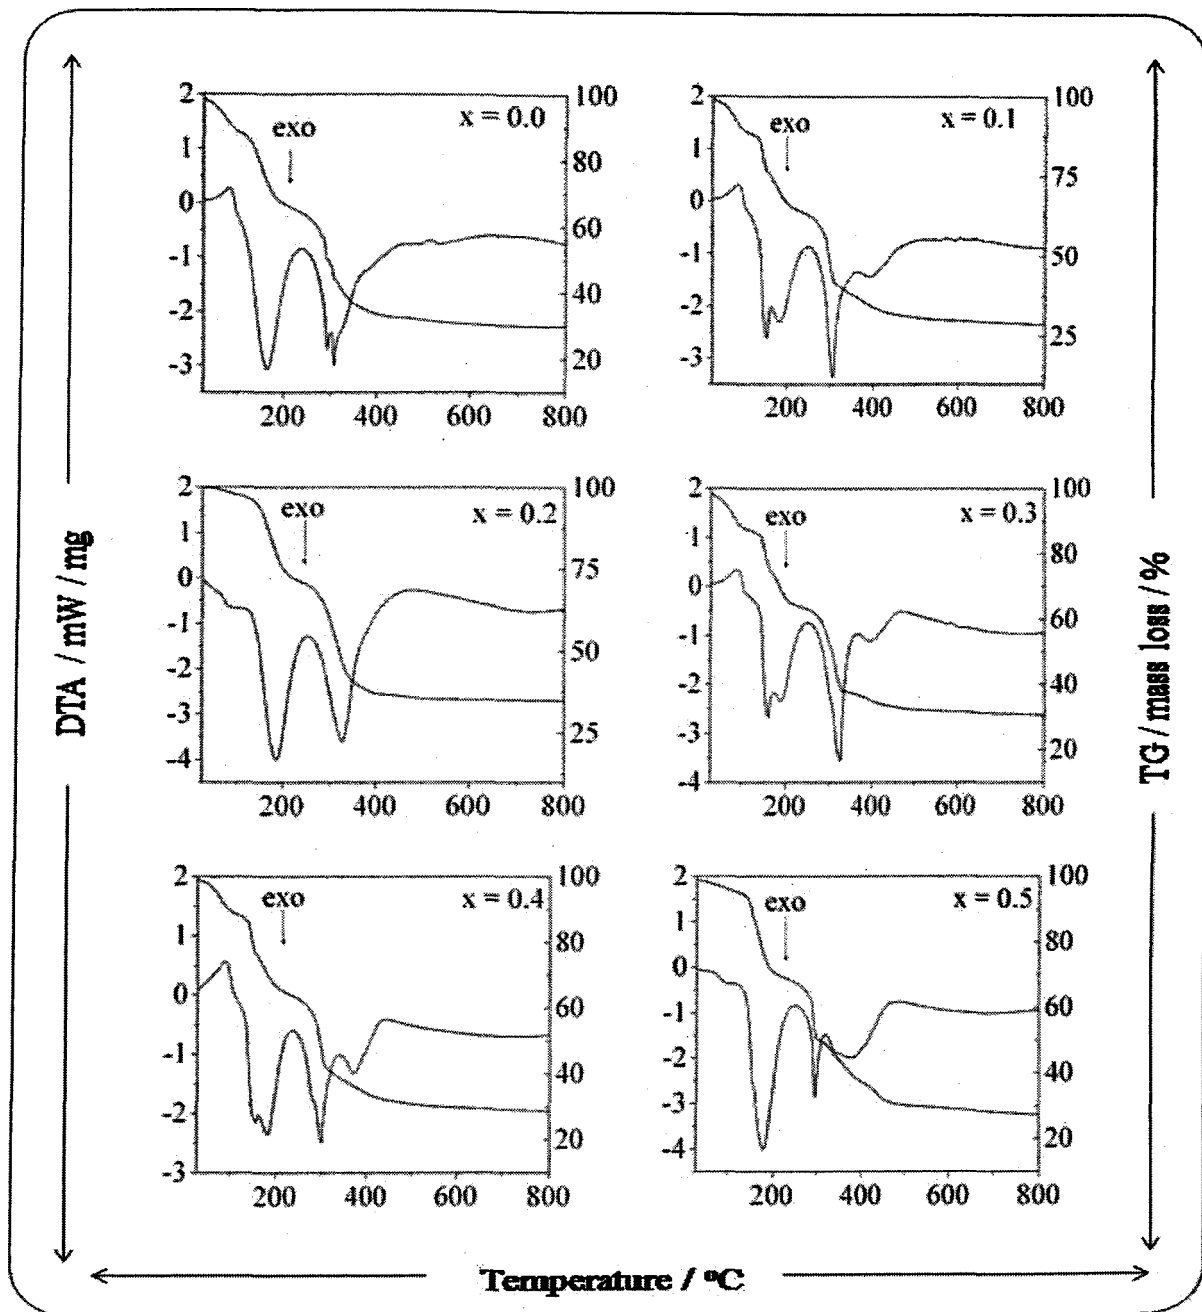 2 100
exo x = 0.0
1 80
0
-1 60
40
-2
-3 20
200 400 600 800
2 100
x = 0.1
exo
1 75
0
50
-1
-2 25
-3
200 400 600 800
2 100
exo x = 0.2
1
0 75
-1
50
-2
-3 25
-4
200 400 600 800
2 100
exo x = 0.3
1 80
0
60
-1
-2 40
-3 20
-4
200 400 600 800
2 100
exo x = 0.4
1 80
0
60
-1
40
-2
20
-3
200 400 600 800
2 100
exo x = 0.5
1 80
0
-1 60
-2 40
-3
20
-4
200 400 600 800
DTA / mW / mg
TG / mass loss / %
Temperature / °C